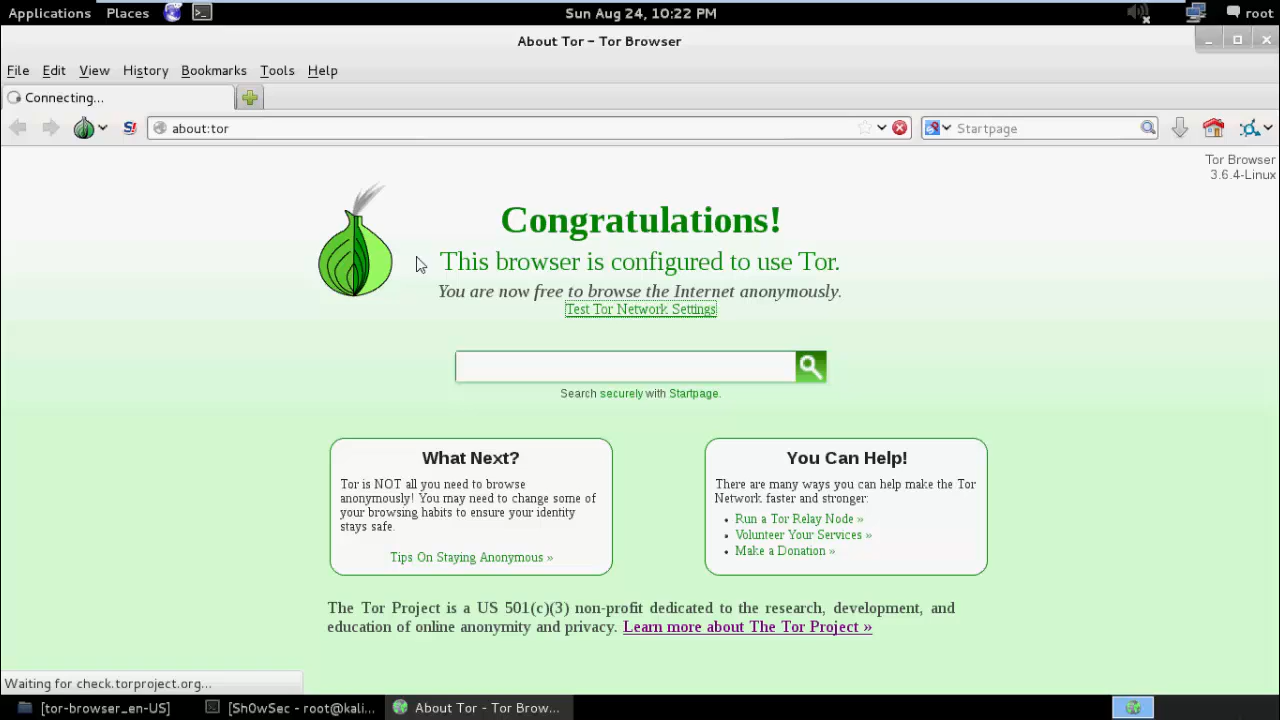 Applications Places Sun Aug 24, 10:22 PM root
About Tor - Tor Browser
File Edit View History Bookmarks Tools Help
Connecting...
about:tor Startpage
Tor Browser
3.6.4-Linux
Congratulations!
This browser is configured to use Tor.
You are now free to browse the Internet anonymously.
Test Tor Network Settings
Search securely with Startpage.
What Next?
Tor is NOT all you need to browse
anonymously! You may need to change some of
your browsing habits to ensure your identity
stays safe.
Tips On Staying Anonymous »
You Can Help!
There are many ways you can help make the Tor
Network faster and stronger:
• Run a Tor Relay Node »
• Volunteer Your Services »
• Make a Donation »
The Tor Project is a US 501(c)(3) non-profit dedicated to the research, development, and
education of online anonymity and privacy. Learn more about The Tor Project »
Waiting for check.torproject.org...
[tor-browser_en-US] [Sh0wSec - root@kali... About Tor - Tor Brow...